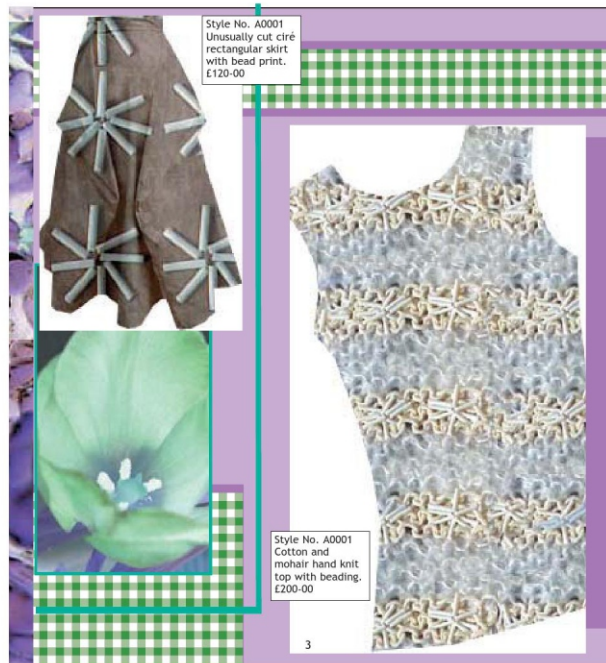 Style No. A0001
Unusually cut ciré
rectangular skirt
with bead print.
£120-00
Style No. A0001
Cotton and
mohair hand knit
top with beading.
£200-00
3